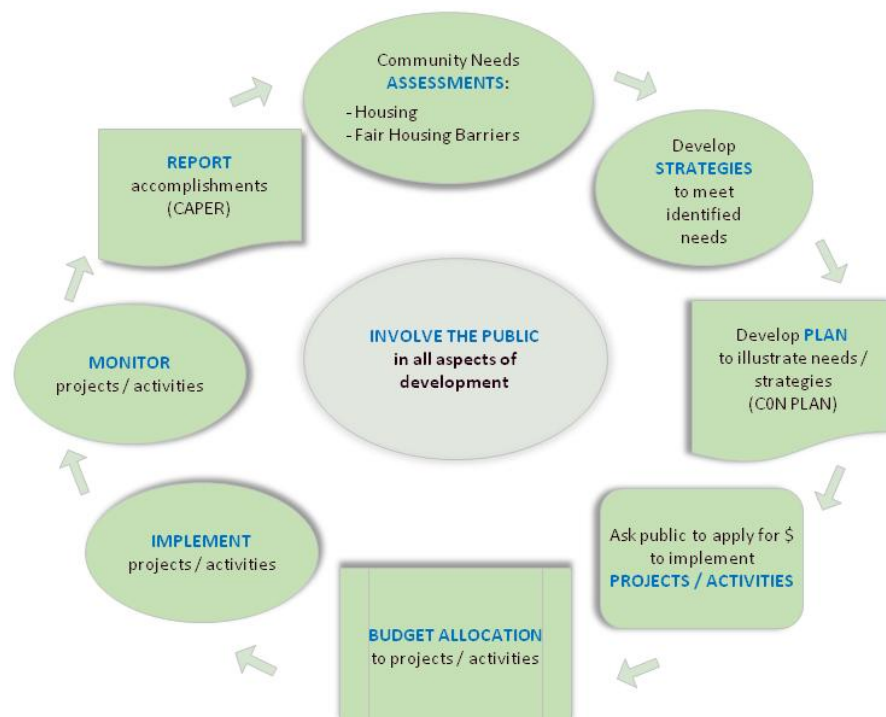 Community Needs
ASSESSMENTS:
- Housing
- Fair Housing Barriers
Develop
STRATEGIES
to meet
identified
needs
Develop PLAN
to illustrate needs /
strategies
(C0N PLAN)
Ask public to apply for $
to implement
PROJECTS / ACTIVITIES
BUDGET ALLOCATION
to projects / activities
IMPLEMENT
projects / activities
MONITOR
projects / activities
REPORT
accomplishments
(CAPER)
INVOLVE THE PUBLIC
in all aspects of
development